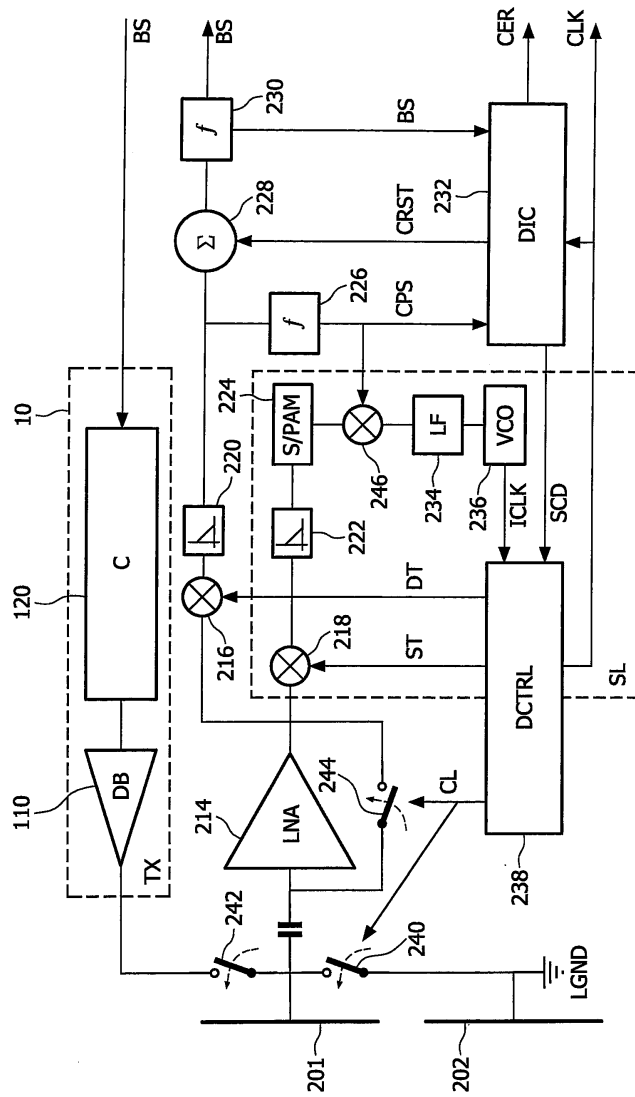 10
120
C
BS
110
DB
TX
220
216
Σ
228
f
230
BS
214
LNA
218
222
S/PAM
224
f
226
CPS
CRST
BS
246
LF
234
VCO
236
ICLK
SCD
DIC
232
CER
CLK
242
244
DT
ST
CL
DCTRL
238
SL
240
LGND
201
202